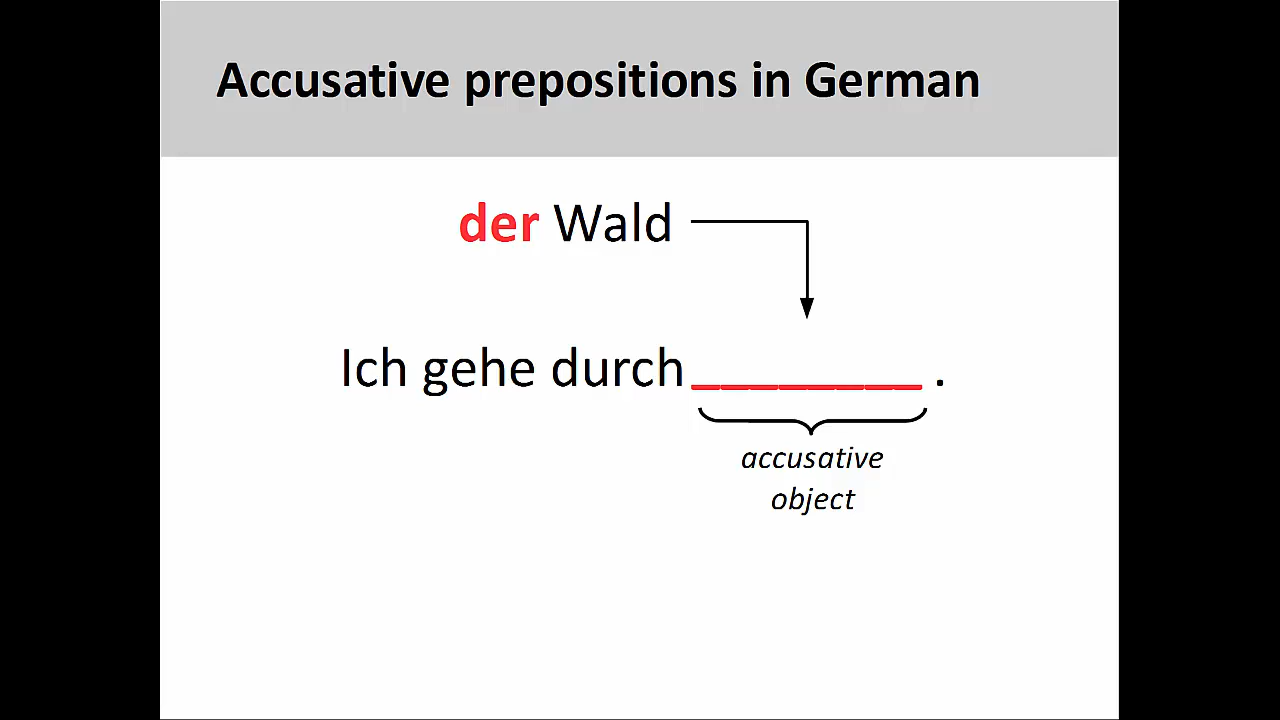 Accusative prepositions in German
der Wald
Ich gehe durch ________ .
accusative
object